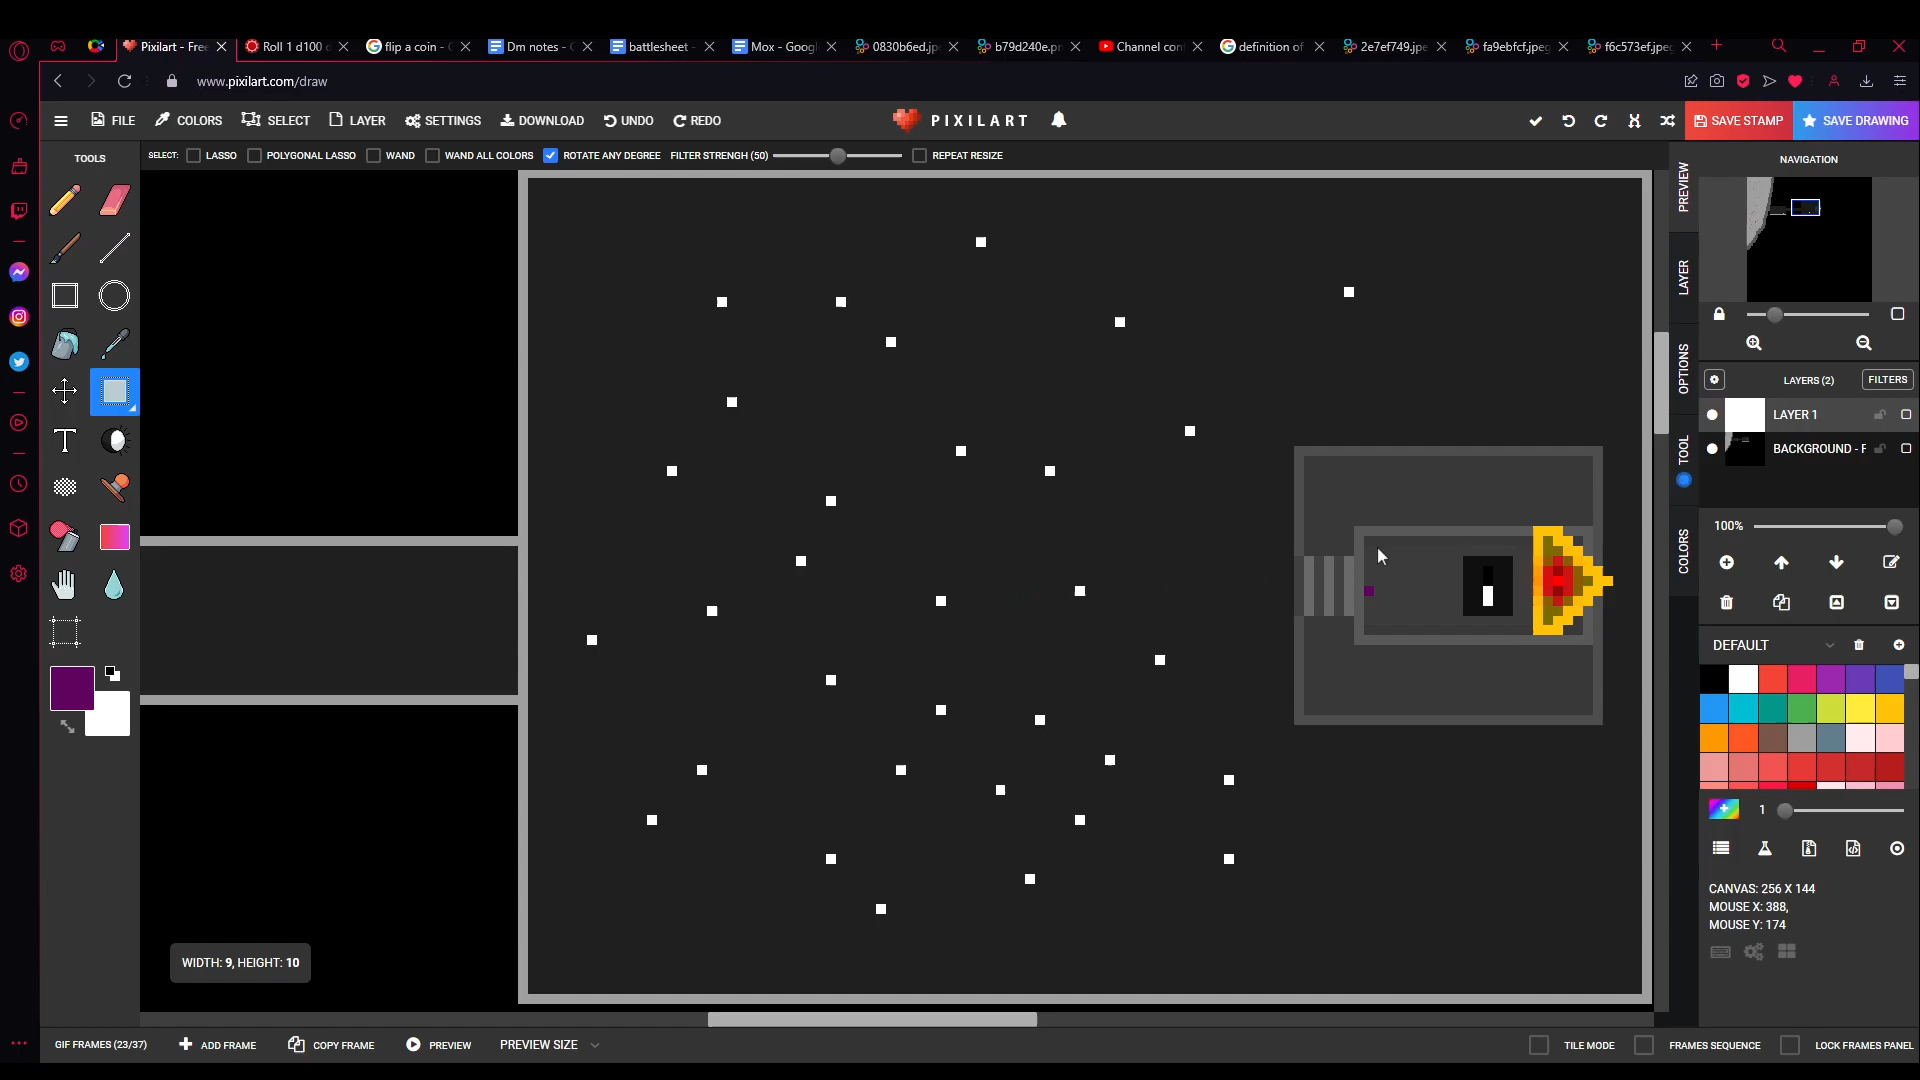 Pixilart - Free
Roll 1 d100
flip a coin -
Dm notes -
battlesheet -
Mox - Goog
0830b6ed.jp
b79d240e.pr
Channel con
definition of
2e7ef749.jpe
fa9ebfcf.jpeg
f6c573ef.jpeg
www.pixilart.com/draw
FILE
COLORS
SELECT
LAYER
SETTINGS
DOWNLOAD
UNDO
REDO
PIXILART
SAVE STAMP
SAVE DRAWING
TOOLS
SELECT:
LASSO
POLYGONAL LASSO
WAND
WAND ALL COLORS
ROTATE ANY DEGREE
FILTER STRENGH (50)
REPEAT RESIZE
PREVIEW
LAYER
OPTIONS
TOOL
COLORS
NAVIGATION
LAYERS (2)
FILTERS
LAYER 1
BACKGROUND - F
100%
DEFAULT
1
CANVAS: 256 X 144
MOUSE X: 388,
MOUSE Y: 174
WIDTH: 9, HEIGHT: 10
GIF FRAMES (23/37)
ADD FRAME
COPY FRAME
PREVIEW
PREVIEW SIZE
TILE MODE
FRAMES SEQUENCE
LOCK FRAMES PANEL